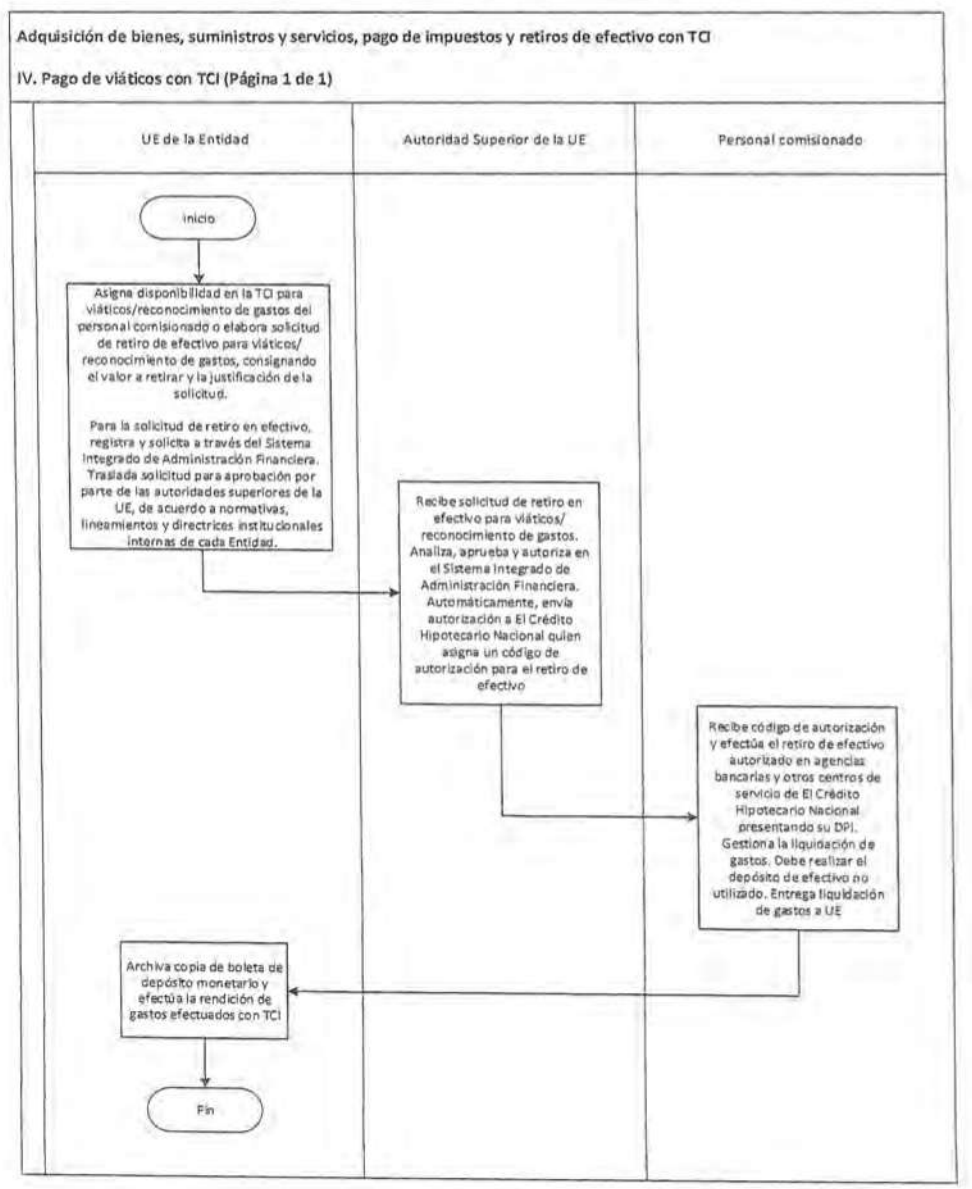 Adquisición de bienes, suministros y servicios, pago de impuestos y retiros de efectivo con TCI
IV. Pago de viáticos con TCI (Página 1 de 1)
UE de la Entidad
Autoridad Superior de la UE
Personal comisionado
Inicio
Asigna disponibilidad en la TCI para
viáticos/reconocimiento de gastos del
personal comisionado o elabora solicitud
de retiro de efectivo para viáticos/
reconocimiento de gastos, consignando
el valor a retirar y la justificación de la
solicitud.
Para la solicitud de retiro en efectivo,
registra y solicita a través del Sistema
Integrado de Administración Financiera.
Traslada solicitud para aprobación por
parte de las autoridades superiores de la
UE, de acuerdo a normativas,
lineamientos y directrices institucionales
internas de cada Entidad.
Recibe solicitud de retiro en
efectivo para viáticos/
reconocimiento de gastos.
Analiza, aprueba y autoriza en
el Sistema Integrado de
Administración Financiera.
Automáticamente, envía
autorización a El Crédito
Hipotecario Nacional quien
asigna un código de
autorización para el retiro de
efectivo
Recibe código de autorización
y efectúa el retiro de efectivo
autorizado en agencias
bancarias y otros centros de
servicio de El Crédito
Hipotecario Nacional
presentando su DPI.
Gestiona la liquidación de
gastos. Debe realizar el
depósito de efectivo no
utilizado. Entrega liquidación
de gastos a UE
Archiva copia de boleta de
depósito monetario y
efectúa la rendición de
gastos efectuados con TCI
Fin